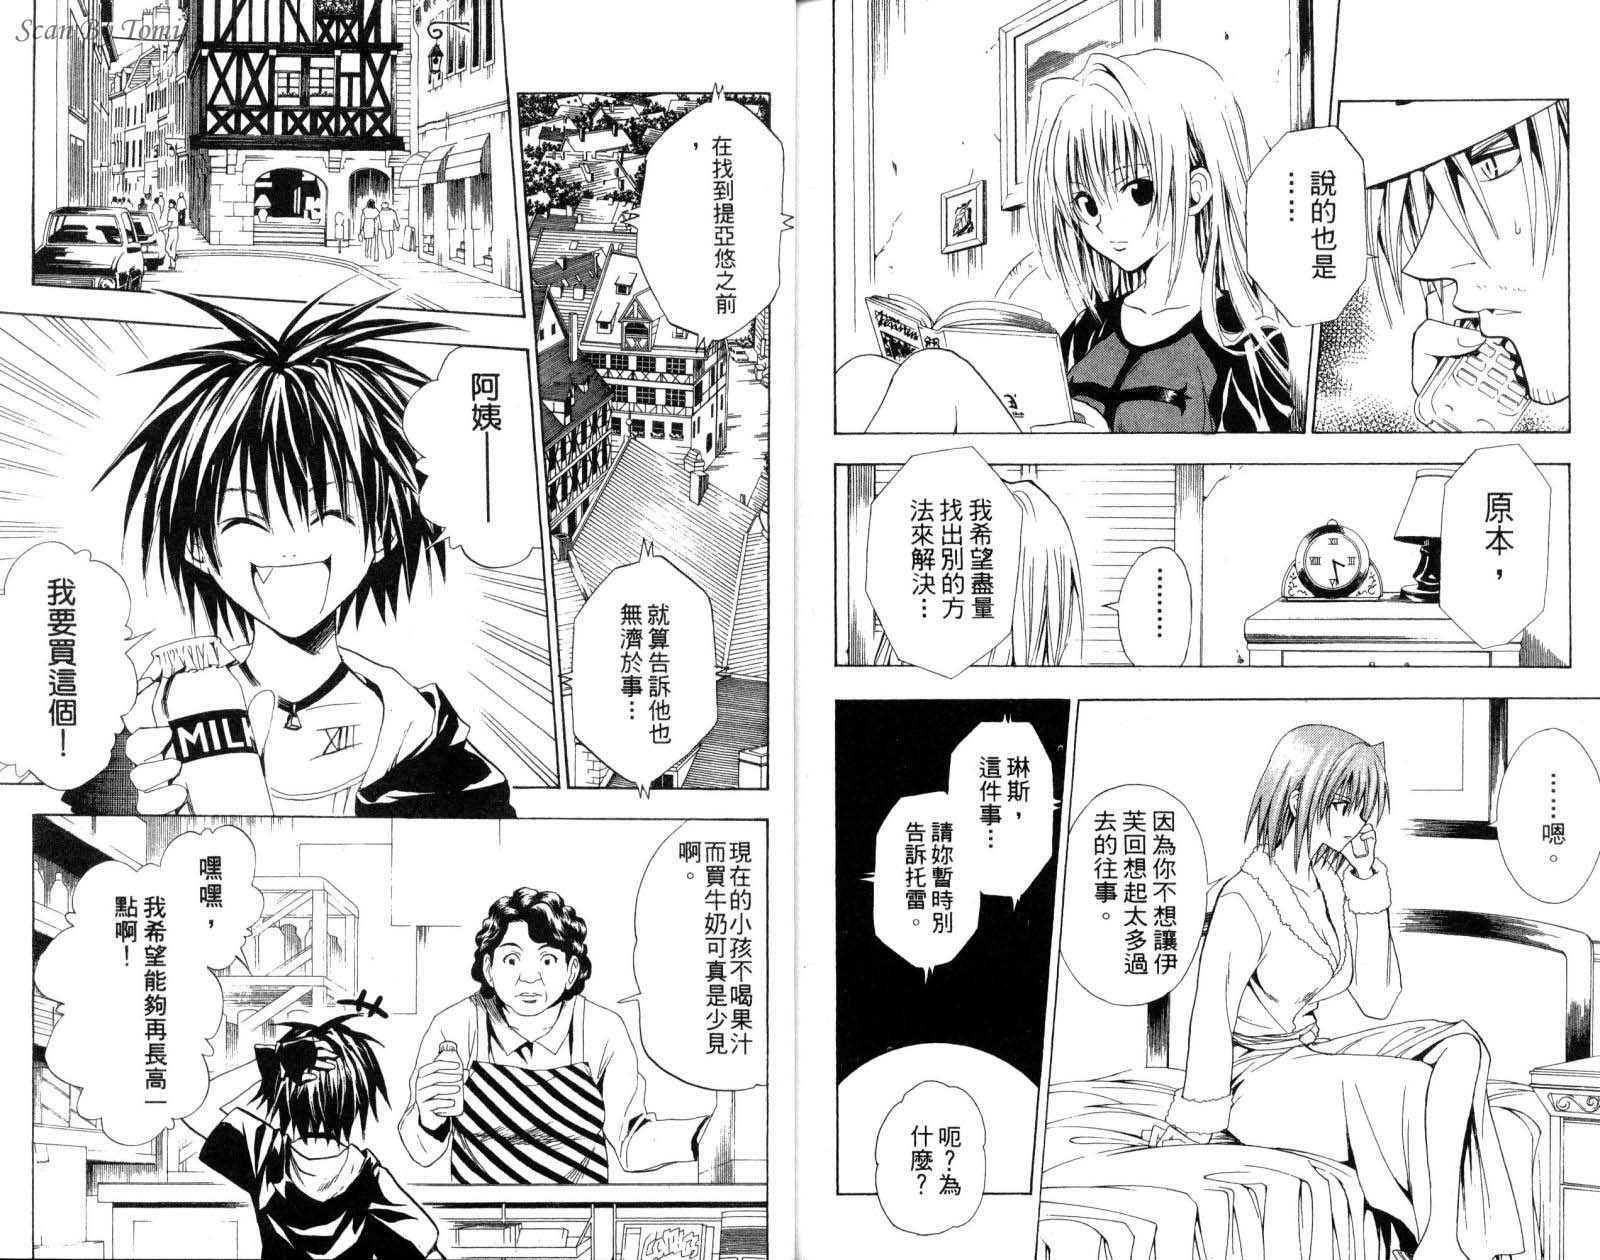 Scan By Tomi
說的也是
……
原本，
………
我希望盡量
找出別的方
法來解決…
……嗯。
因為你不想讓伊
芙回想起太多過
去的往事。
琳斯，
這件事…
請妳暫時別
告訴托雷。
呃？為
什麼？
在找到提亞悠之前
，
就算告訴他也
無濟於事…
阿姨——
我要買這個！
MILK
XII
現在的小孩不喝果汁
而買牛奶可真是少見
啊。
嘿嘿，
我希望能夠再長高一
點啊！